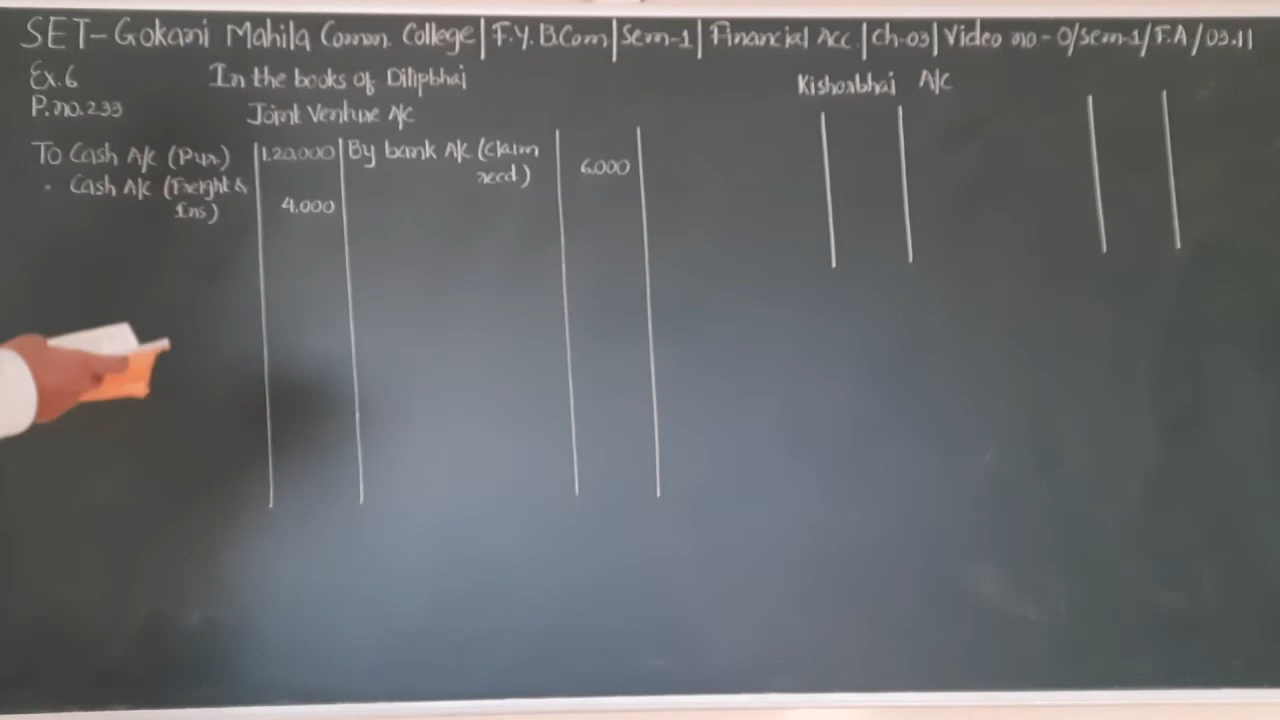 SET-Gokani Mahila Comm. College | F.Y. B.Com | Sem-1 | Financial Acc. | Ch-03 | Video no - 0/Sem-1/F.A/03.11
Ex.6
P.no.233
In the books of Dilipbhai
Joint Venture A/c
To Cash A/c (Pur.) 1,20,000 By bank A/c (Claim recd) 6,000
" Cash A/c (Freight & Ins) 4,000
Kishorbhai A/c